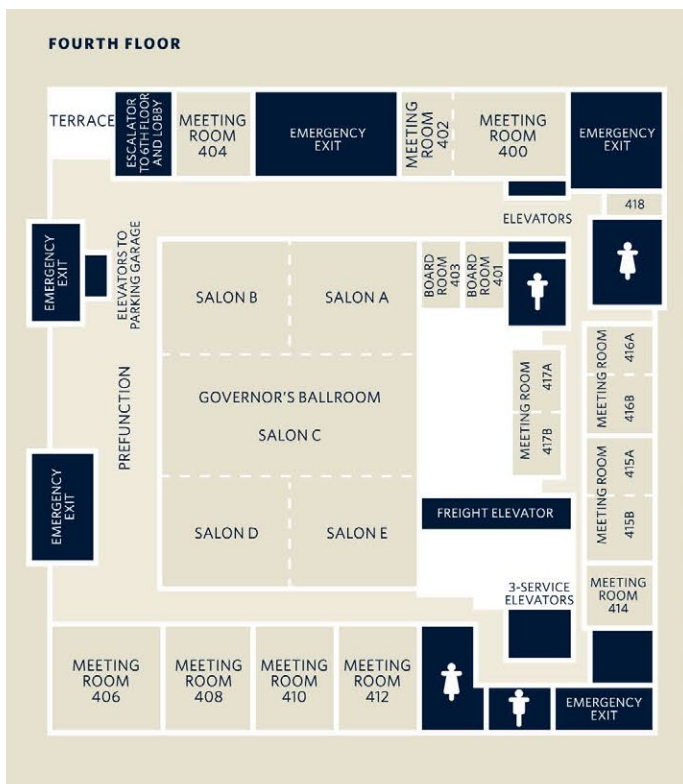 FOURTH FLOOR
TERRACE
ESCALATOR
TO 6TH FLOOR
AND LOBBY
MEETING
ROOM
404
EMERGENCY
EXIT
MEETING
ROOM
402
MEETING
ROOM
400
EMERGENCY
EXIT
418
ELEVATORS
EMERGENCY
EXIT
ELEVATORS TO
PARKING GARAGE
SALON B
SALON A
BOARD
ROOM
403
BOARD
ROOM
401
MEETING ROOM
417A
417B
MEETING ROOM
416A
416B
PREFUNCTION
GOVERNOR'S BALLROOM
SALON C
MEETING ROOM
415A
415B
EMERGENCY
EXIT
SALON D
SALON E
FREIGHT ELEVATOR
3-SERVICE
ELEVATORS
MEETING
ROOM
414
MEETING
ROOM
406
MEETING
ROOM
408
MEETING
ROOM
410
MEETING
ROOM
412
EMERGENCY
EXIT